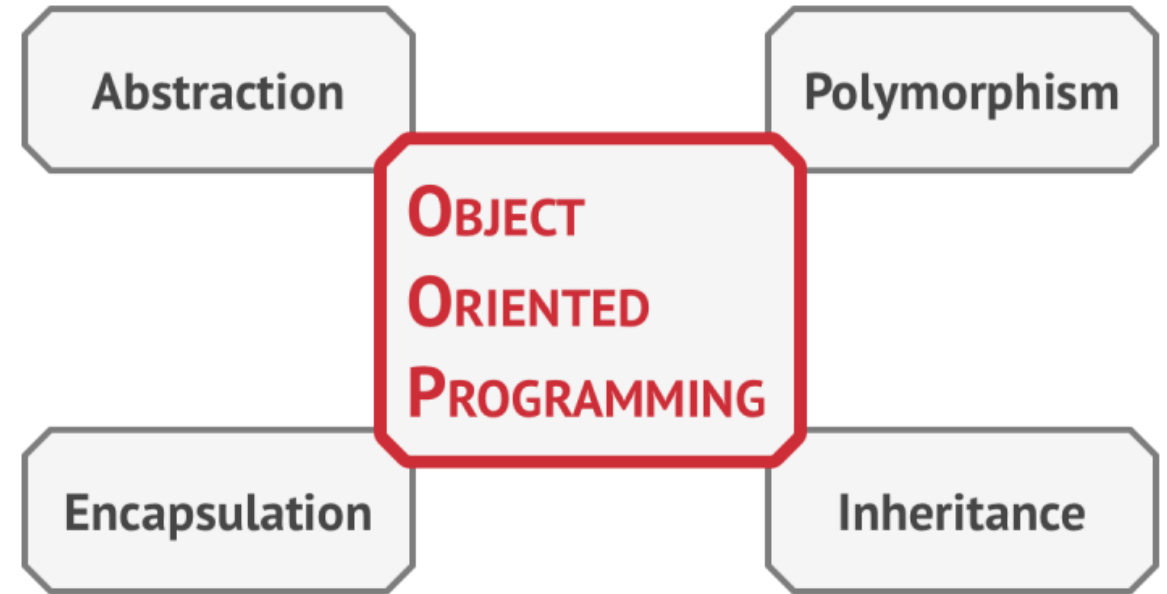 Abstraction
Polymorphism
OBJECT
ORIENTED
PROGRAMMING
Encapsulation
Inheritance